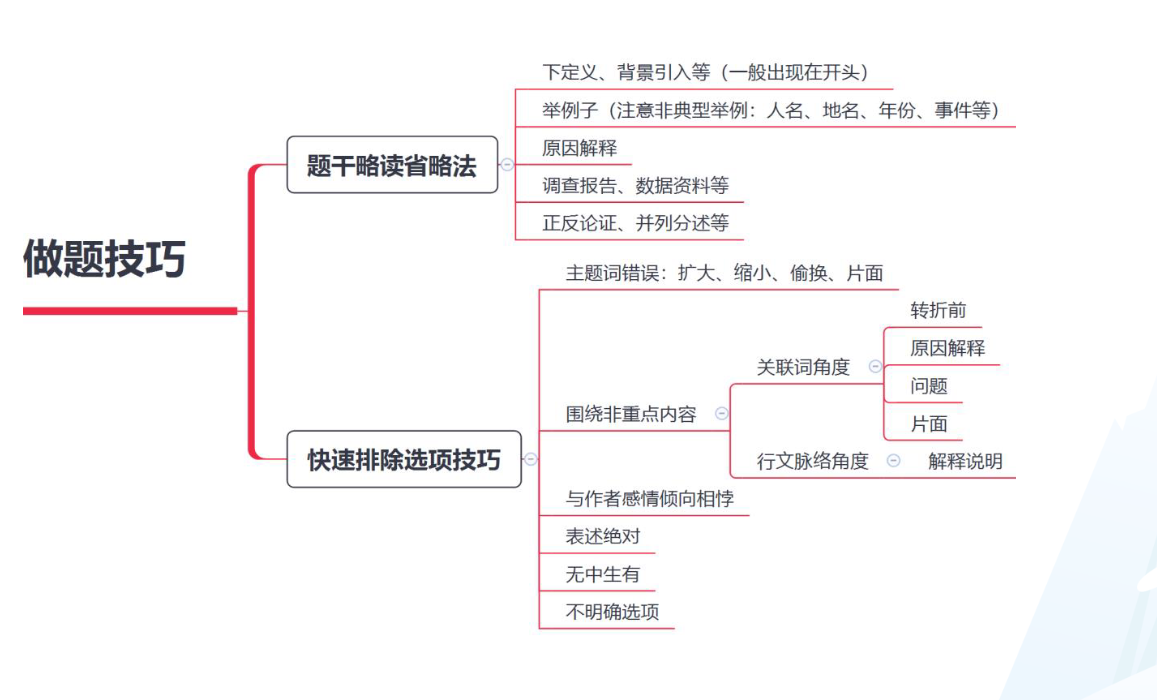 做题技巧
题干略读省略法
下定义、背景引入等（一般出现在开头）
举例子（注意非典型举例：人名、地名、年份、事件等）
原因解释
调查报告、数据资料等
正反论证、并列分述等
快速排除选项技巧
主题词错误：扩大、缩小、偷换、片面
围绕非重点内容
关联词角度
转折前
原因解释
问题
片面
行文脉络角度
解释说明
与作者感情倾向相悖
表述绝对
无中生有
不明确选项